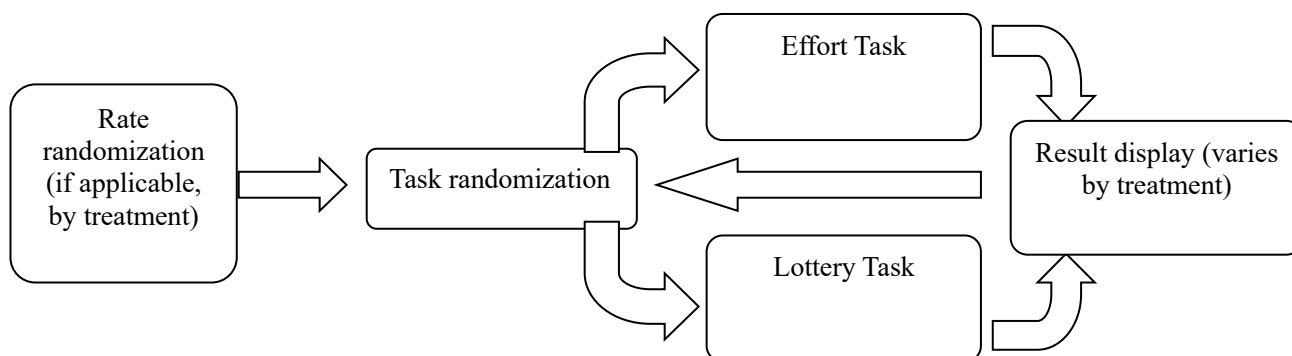 Rate
randomization
(if applicable,
by treatment)
Task randomization
Effort Task
Lottery Task
Result display (varies
by treatment)